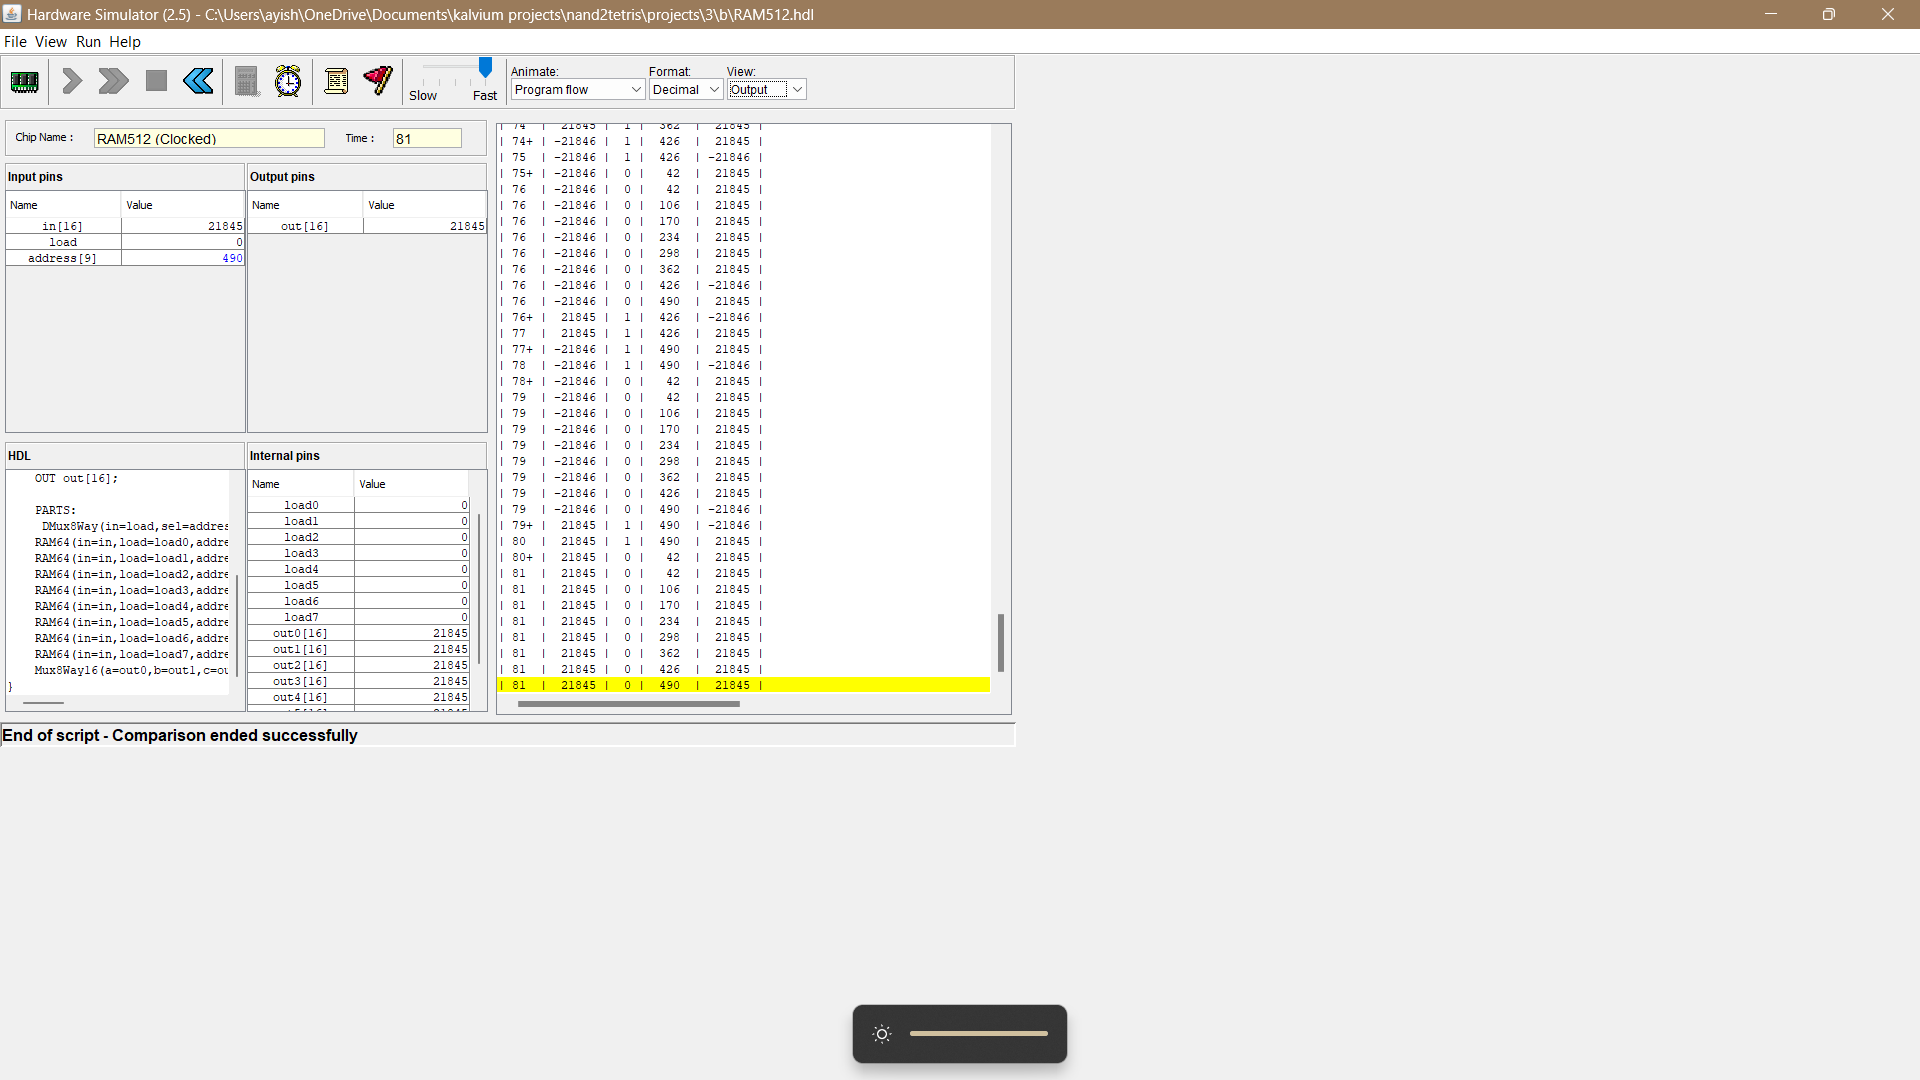 Hardware Simulator (2.5) - C:\Users\ayish\OneDrive\Documents\kalvium projects\nand2tetris\projects\3\b\RAM512.hdl
File View Run Help
Slow Fast
Animate: Format: View:
Program flow Decimal Output
Chip Name : RAM512 (Clocked) Time : 81
Input pins
Name Value
in[16] 21845
load 0
address[9] 490
Output pins
Name Value
out[16] 21845
HDL
OUT out[16];
PARTS:
DMux8Way(in=load,sel=addres
RAM64(in=in,load=load0,addre
RAM64(in=in,load=load1,addre
RAM64(in=in,load=load2,addre
RAM64(in=in,load=load3,addre
RAM64(in=in,load=load4,addre
RAM64(in=in,load=load5,addre
RAM64(in=in,load=load6,addre
RAM64(in=in,load=load7,addre
Mux8Way16(a=out0,b=out1,c=ou
}
Internal pins
Name Value
load0 0
load1 0
load2 0
load3 0
load4 0
load5 0
load6 0
load7 0
out0[16] 21845
out1[16] 21845
out2[16] 21845
out3[16] 21845
out4[16] 21845
| 74 | 21845 | 1 | 362 | 21845 |
| 74+ | -21846 | 1 | 426 | 21845 |
| 75 | -21846 | 1 | 426 | -21846 |
| 75+ | -21846 | 0 | 42 | 21845 |
| 76 | -21846 | 0 | 42 | 21845 |
| 76 | -21846 | 0 | 106 | 21845 |
| 76 | -21846 | 0 | 170 | 21845 |
| 76 | -21846 | 0 | 234 | 21845 |
| 76 | -21846 | 0 | 298 | 21845 |
| 76 | -21846 | 0 | 362 | 21845 |
| 76 | -21846 | 0 | 426 | -21846 |
| 76 | -21846 | 0 | 490 | 21845 |
| 76+ | 21845 | 1 | 426 | -21846 |
| 77 | 21845 | 1 | 426 | 21845 |
| 77+ | -21846 | 1 | 490 | 21845 |
| 78 | -21846 | 1 | 490 | -21846 |
| 78+ | -21846 | 0 | 42 | 21845 |
| 79 | -21846 | 0 | 42 | 21845 |
| 79 | -21846 | 0 | 106 | 21845 |
| 79 | -21846 | 0 | 170 | 21845 |
| 79 | -21846 | 0 | 234 | 21845 |
| 79 | -21846 | 0 | 298 | 21845 |
| 79 | -21846 | 0 | 362 | 21845 |
| 79 | -21846 | 0 | 426 | 21845 |
| 79 | -21846 | 0 | 490 | -21846 |
| 79+ | 21845 | 1 | 490 | -21846 |
| 80 | 21845 | 1 | 490 | 21845 |
| 80+ | 21845 | 0 | 42 | 21845 |
| 81 | 21845 | 0 | 42 | 21845 |
| 81 | 21845 | 0 | 106 | 21845 |
| 81 | 21845 | 0 | 170 | 21845 |
| 81 | 21845 | 0 | 234 | 21845 |
| 81 | 21845 | 0 | 298 | 21845 |
| 81 | 21845 | 0 | 362 | 21845 |
| 81 | 21845 | 0 | 426 | 21845 |
| 81 | 21845 | 0 | 490 | 21845 |
End of script - Comparison ended successfully